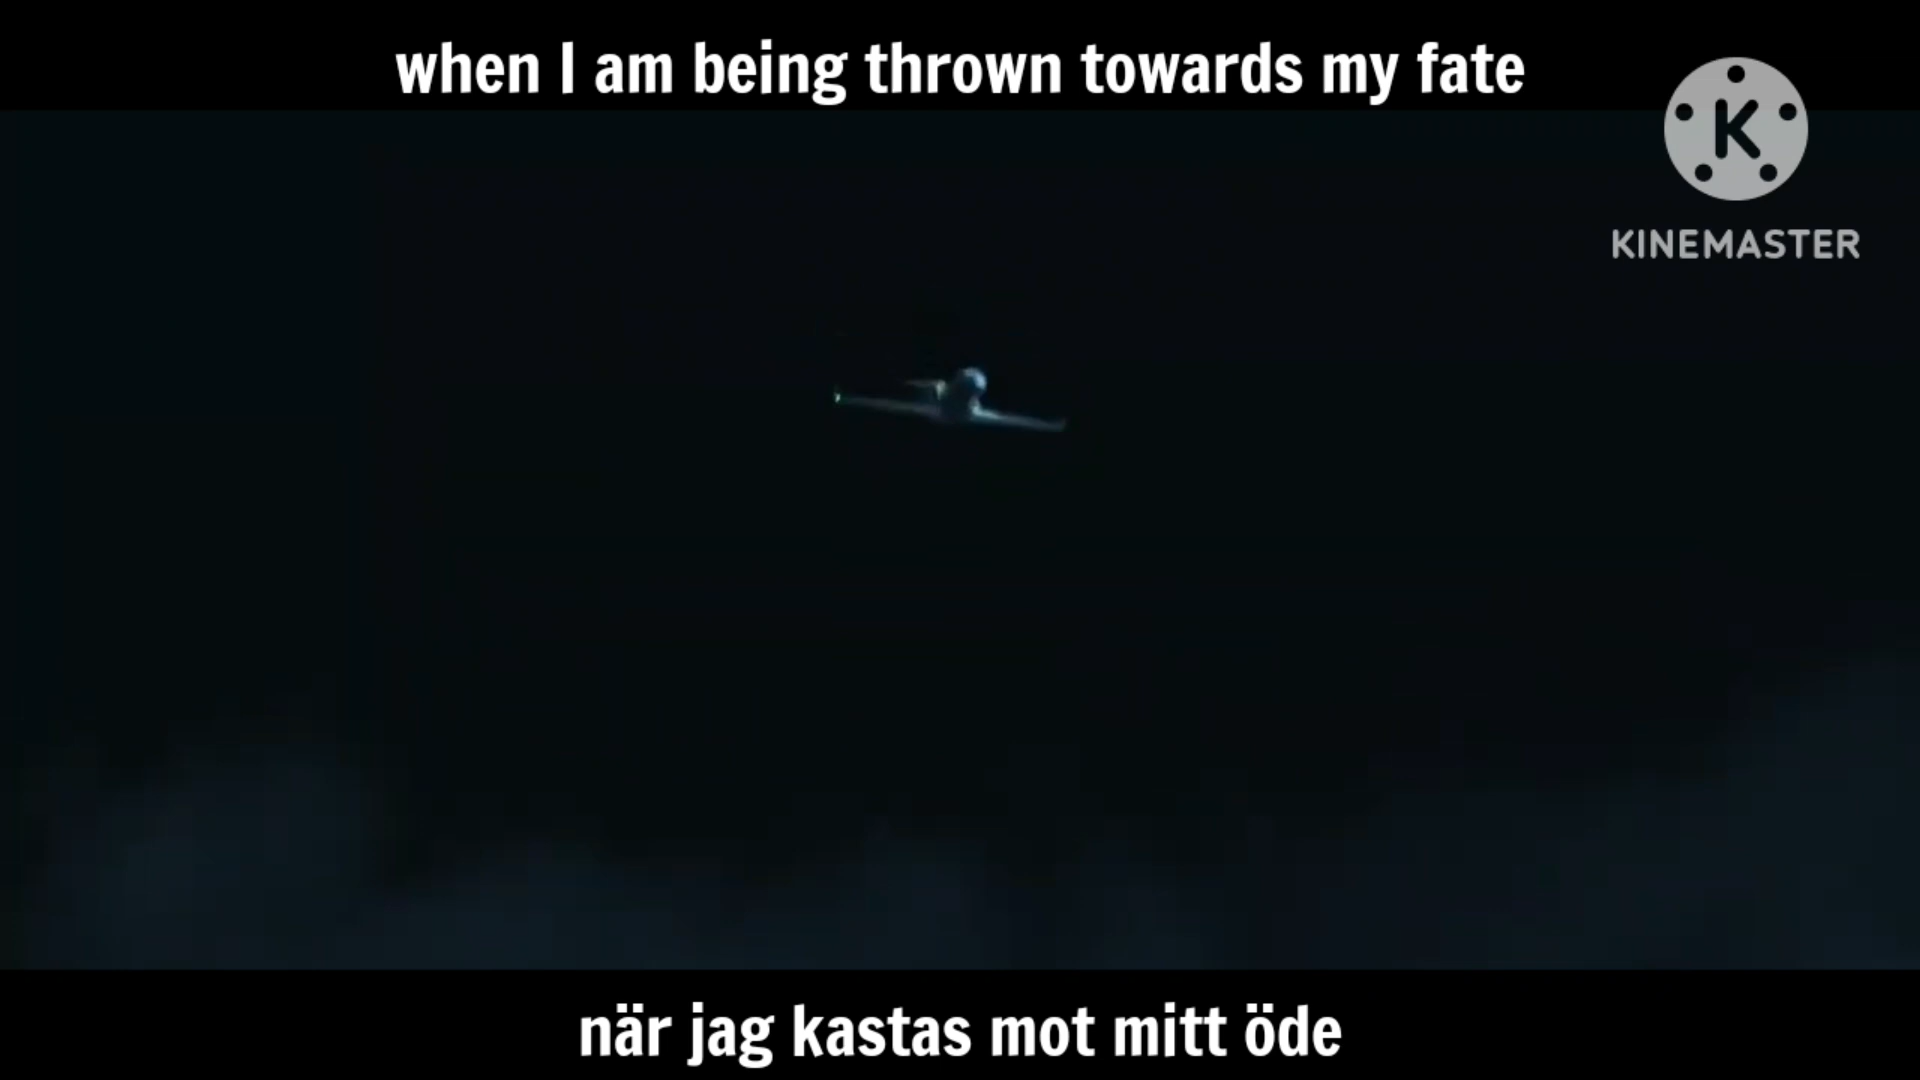 when I am being thrown towards my fate
K
KINEMASTER
när jag kastas mot mitt öde